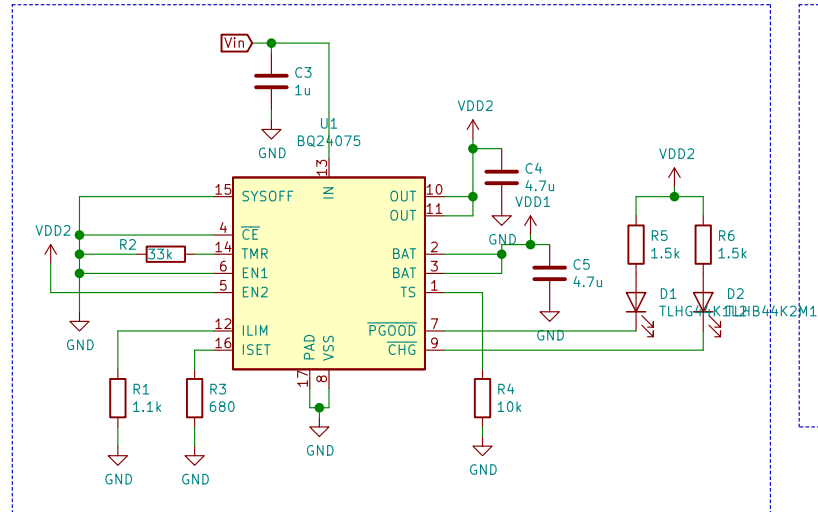 Vin
C3
1u
GND
U1
BQ24075
13
IN
VDD2
C4
4.7u
GND
VDD1
C5
4.7u
GND
VDD2
R5
1.5k
R6
1.5k
D1
D2
15 SYSOFF
4 CE
VDD2
R2
33k
14 TMR
6 EN1
5 EN2
GND
12 ILIM
16 ISET
OUT 10
OUT 11
BAT 2
BAT 3
TS 1
PGOOD 7
CHG 9
PAD
17
VSS
8
GND
R1
1.1k
GND
R3
680
GND
R4
10k
GND